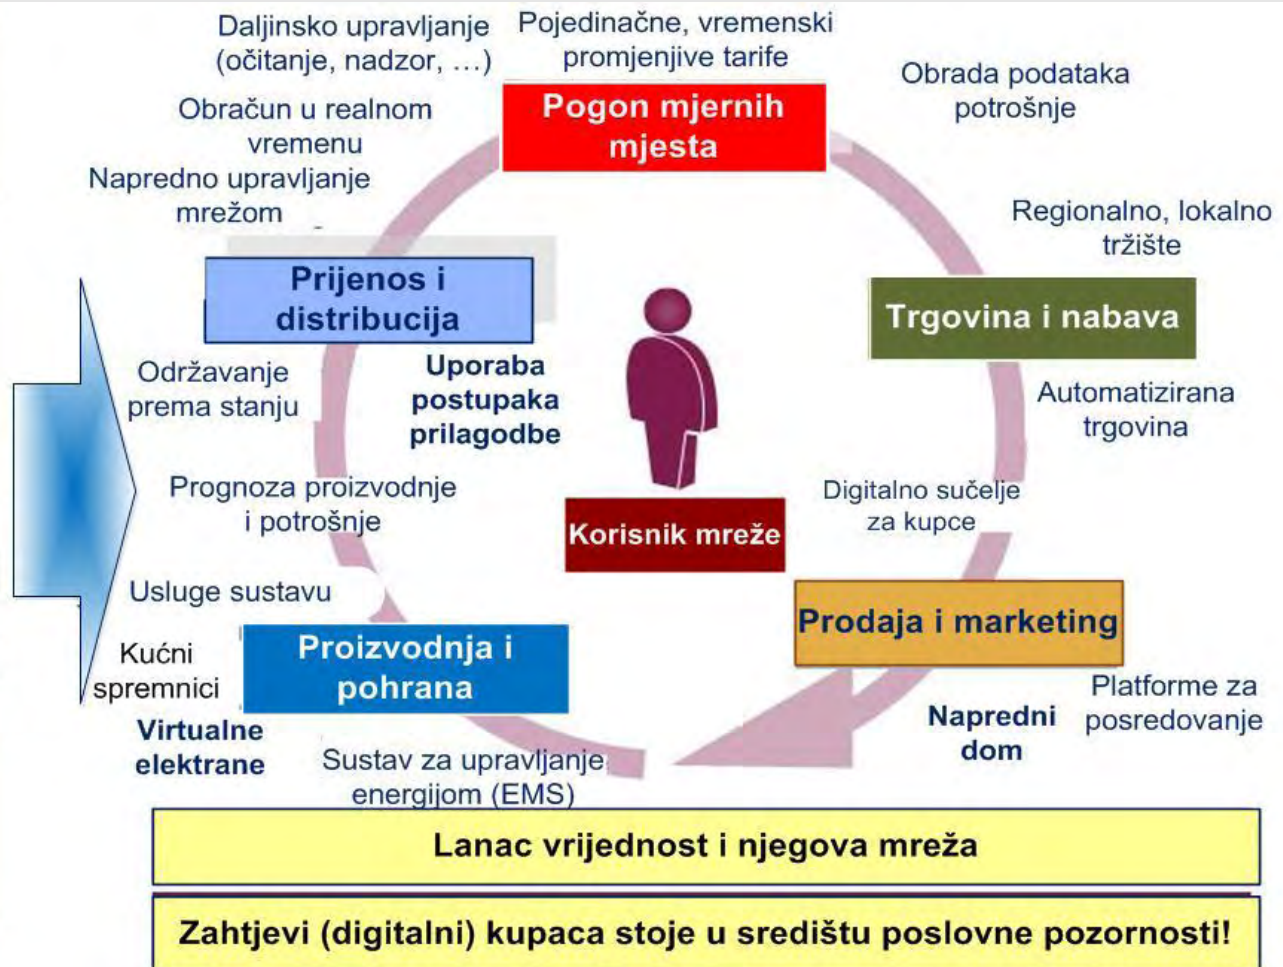 Daljinsko upravljanje
(očitanje, nadzor, …)
Pojedinačne, vremenski
promjenjive tarife
Obrada podataka
potrošnje
Obračun u realnom
vremenu
Pogon mjernih
mjesta
Napredno upravljanje
mrežom
Regionalno, lokalno
tržište
Prijenos i
distribucija
Trgovina i nabava
Održavanje
prema stanju
Uporaba
postupaka
prilagodbe
Automatizirana
trgovina
Prognoza proizvodnje
i potrošnje
Digitalno sučelje
za kupce
Korisnik mreže
Usluge sustavu
Prodaja i marketing
Kućni
spremnici
Proizvodnja i
pohrana
Virtualne
elektrane
Napredni
dom
Platforme za
posredovanje
Sustav za upravljanje
energijom (EMS)
Lanac vrijednost i njegova mreža
Zahtjevi (digitalni) kupaca stoje u središtu poslovne pozornosti!